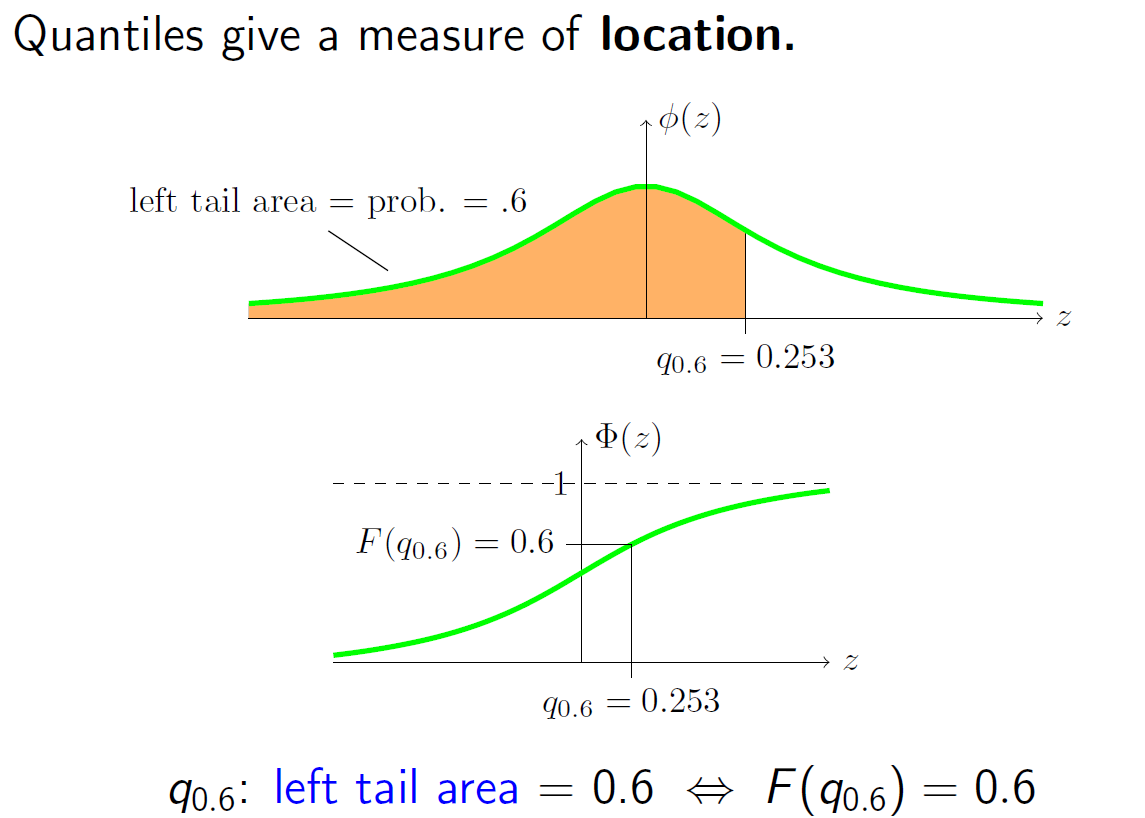 Quantiles give a measure of location.
ϕ(z)
left tail area = prob. = .6
z
q0.6 = 0.253
Φ(z)
1
F(q0.6) = 0.6
z
q0.6 = 0.253
q0.6: left tail area = 0.6 ⇔ F(q0.6) = 0.6